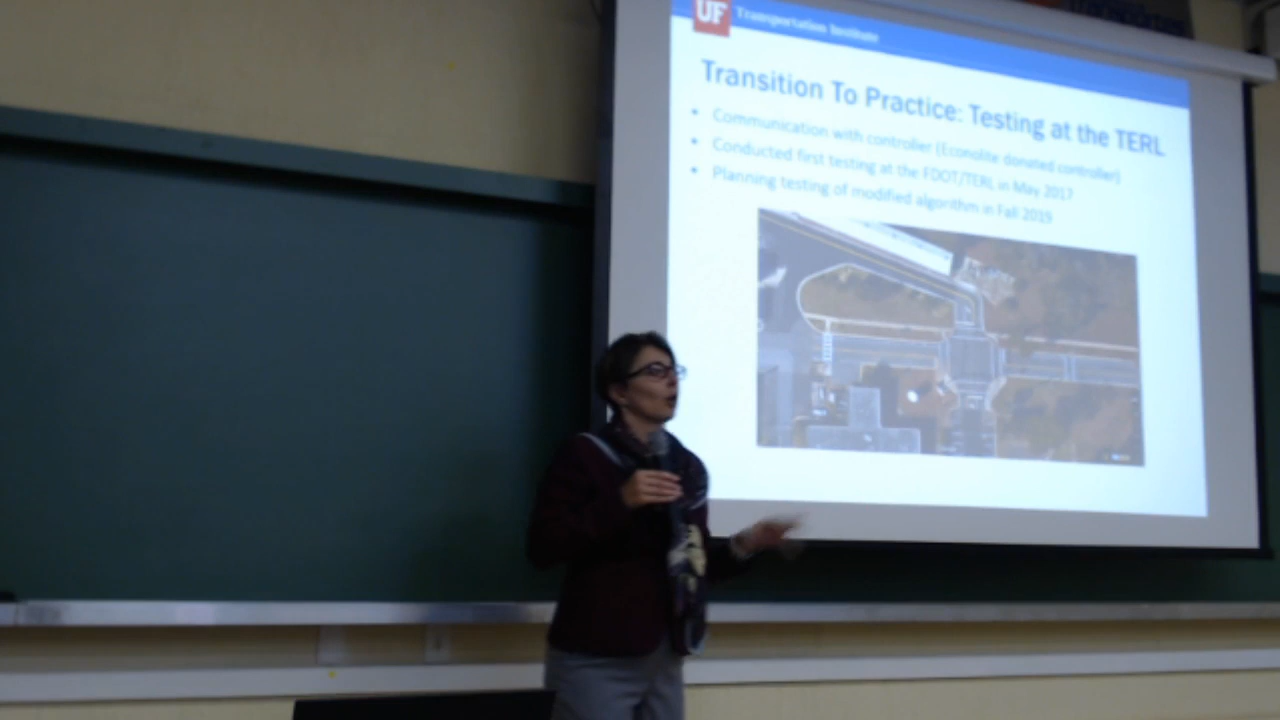 UF Transportation Institute
Transition To Practice: Testing at the TERL
• Communication with controller (Econolite donated controller)
• Conducted first testing at the FDOT/TERL in May 2017
• Planning testing of modified algorithm in Fall 2019